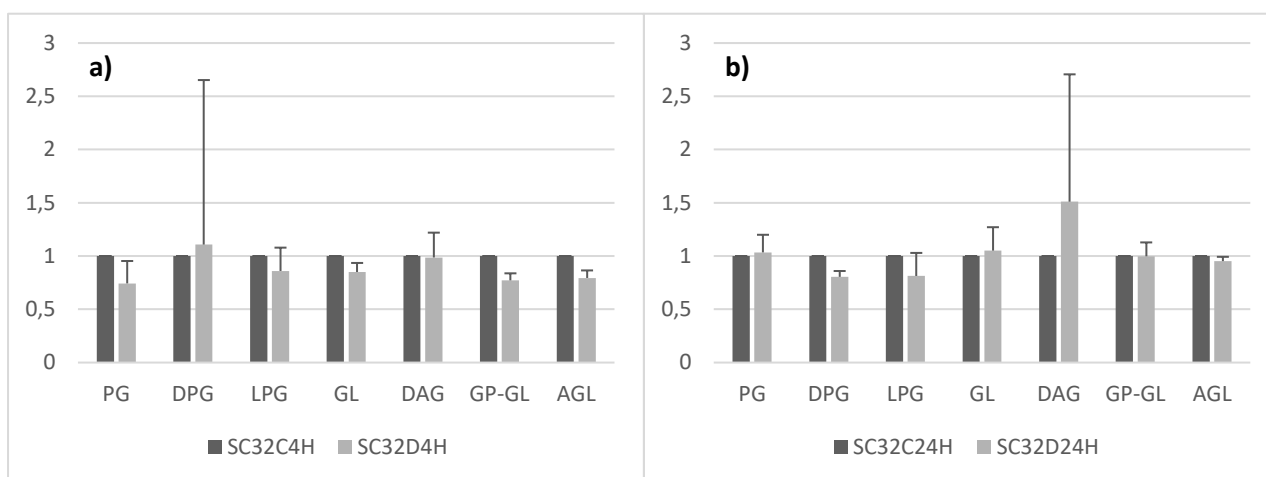 a)
3
2,5
2
1,5
1
0,5
0
PG DPG LPG GL DAG GP-GL AGL
SC32C4H SC32D4H
b)
3
2,5
2
1,5
1
0,5
0
PG DPG LPG GL DAG GP-GL AGL
SC32C24H SC32D24H